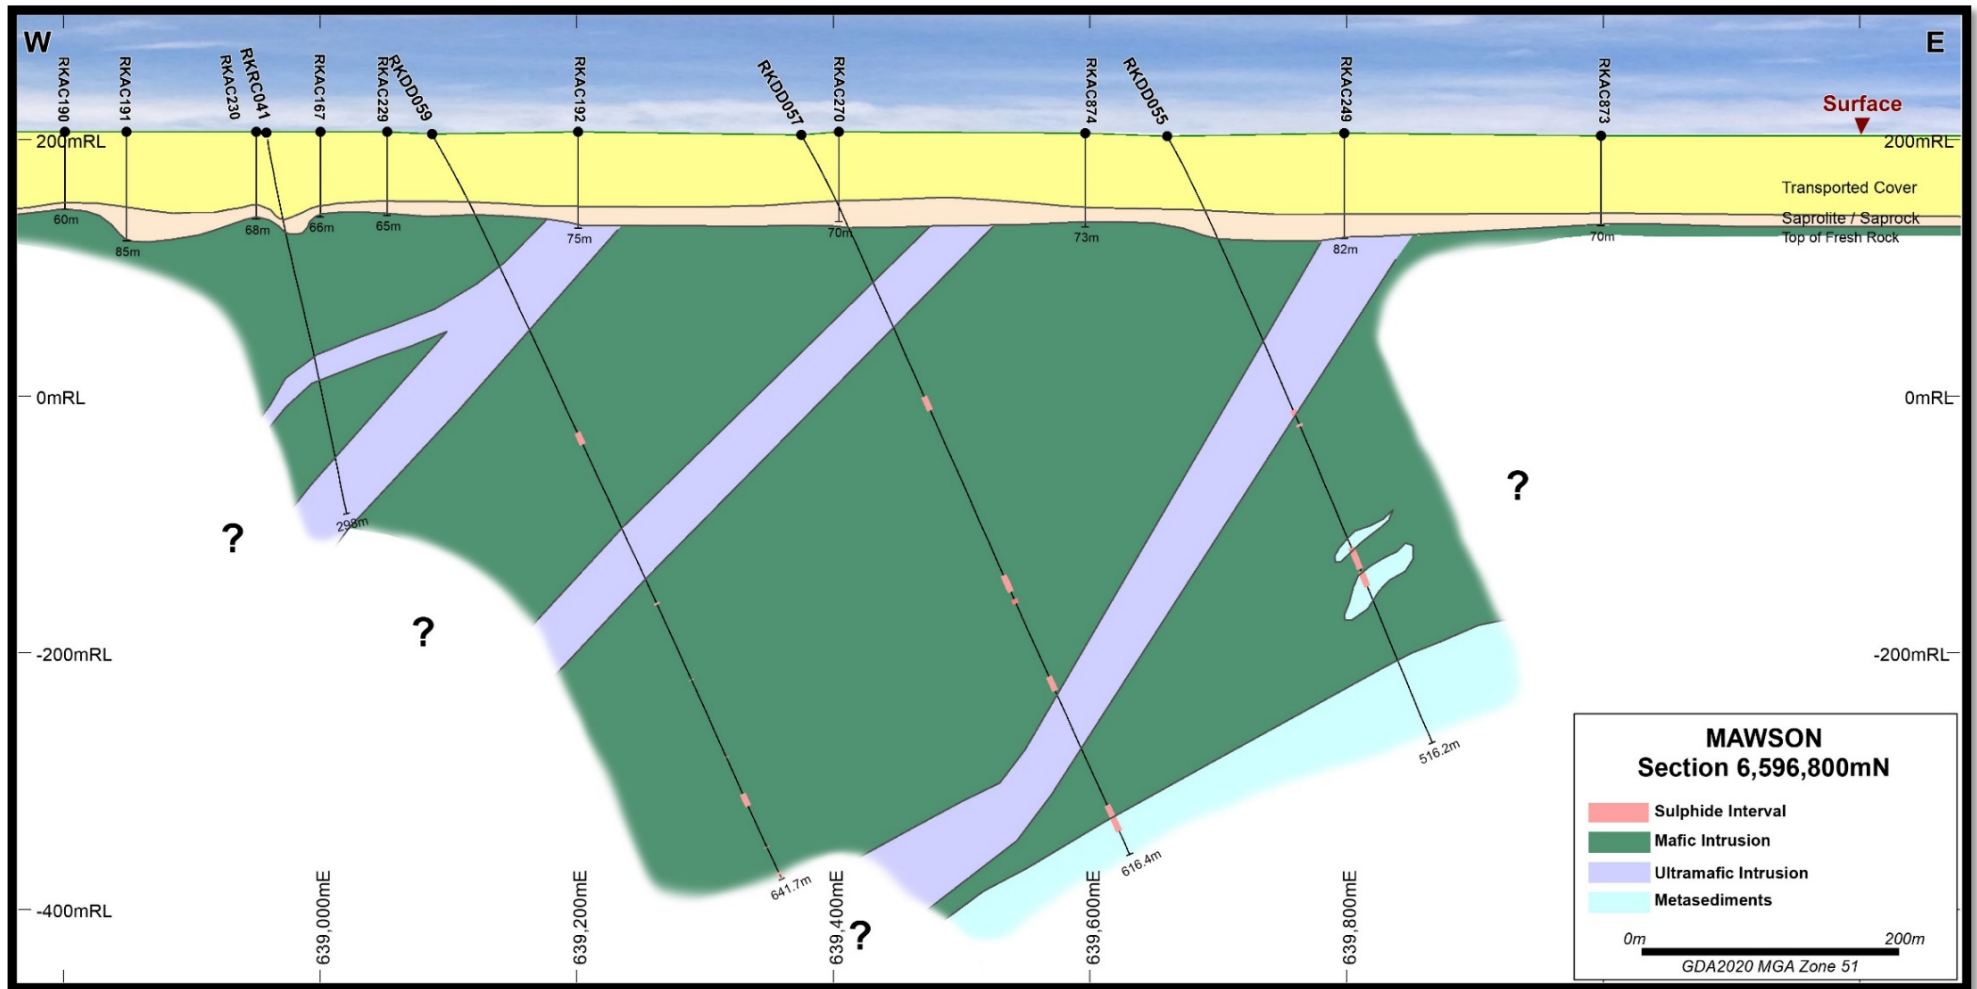 W
E
RKAC190
RKAC191
RKAC230
RKRC041
RKAC167
RKAC229
RKDD059
RKAC192
RKDD057
RKAC270
RKAC874
RKDD055
RKAC249
RKAC873
Surface
200mRL
200mRL
Transported Cover
Saprolite / Saprock
Top of Fresh Rock
60m
85m
68m
66m
65m
75m
70m
73m
82m
70m
0mRL
0mRL
?
?
?
298m
-200mRL
-200mRL
516.2m
616.4m
641.7m
-400mRL
?
639,000mE
639,200mE
639,400mE
639,600mE
639,800mE
MAWSON
Section 6,596,800mN
Sulphide Interval
Mafic Intrusion
Ultramafic Intrusion
Metasediments
0m 200m
GDA2020 MGA Zone 51